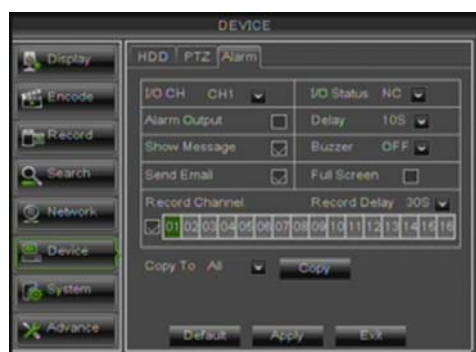 DEVICE
Display
Encode
Record
Search
Network
Device
System
Advance
HDD PTZ Alarm
I/O CH CH1 I/O Status NC
Alarm Output Delay 10S
Show Message Buzzer OFF
Send Email Full Screen
Record Channel Record Delay 30S
01 02 03 04 05 06 07 08 09 10 11 12 13 14 15 16
Copy To All Copy
Default Apply Exit